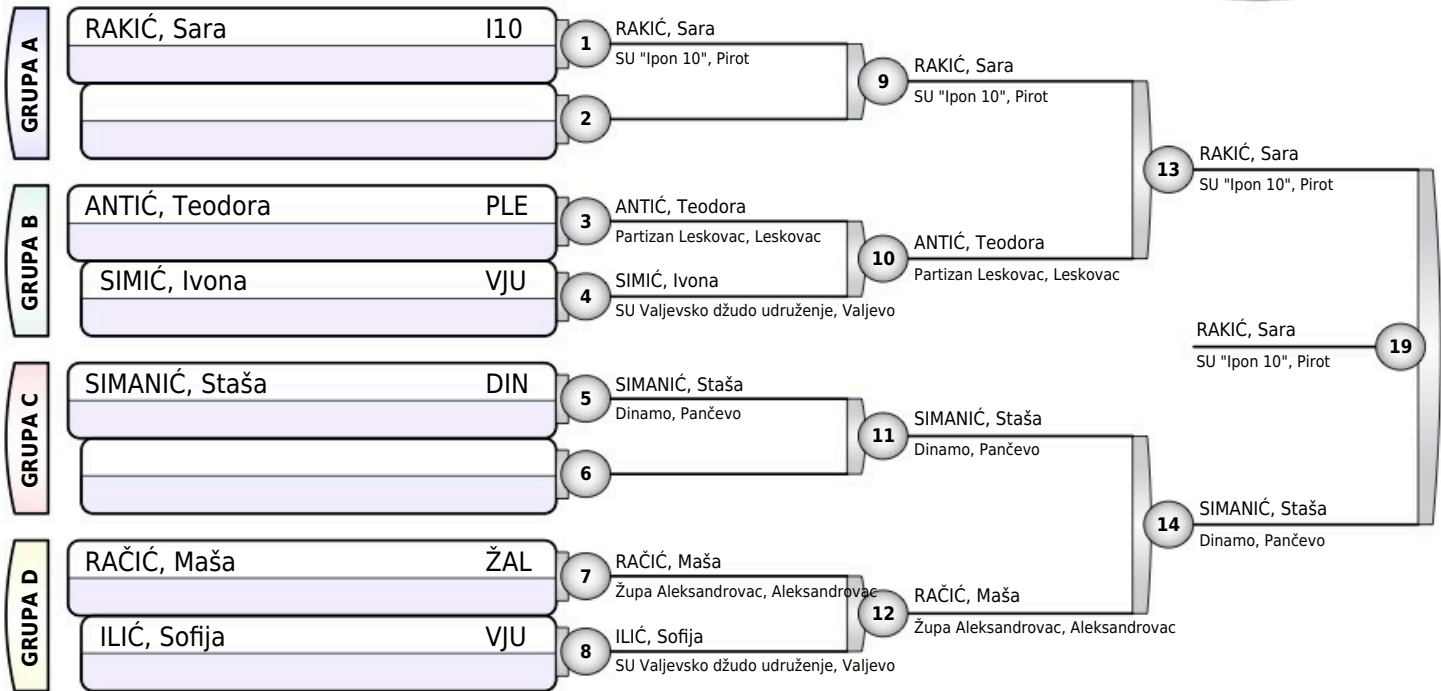 GRUPA A
RAKIĆ, Sara I10
1
RAKIĆ, Sara
SU "Ipon 10", Pirot
2
9
RAKIĆ, Sara
SU "Ipon 10", Pirot
GRUPA B
ANTIĆ, Teodora PLE
SIMIĆ, Ivona VJU
3
ANTIĆ, Teodora
Partizan Leskovac, Leskovac
4
SIMIĆ, Ivona
SU Valjevsko džudo udruženje, Valjevo
10
ANTIĆ, Teodora
Partizan Leskovac, Leskovac
13
RAKIĆ, Sara
SU "Ipon 10", Pirot
GRUPA C
SIMANIĆ, Staša DIN
5
SIMANIĆ, Staša
Dinamo, Pančevo
6
11
SIMANIĆ, Staša
Dinamo, Pančevo
GRUPA D
RAČIĆ, Maša ŽAL
ILIĆ, Sofija VJU
7
RAČIĆ, Maša
Župa Aleksandrovac, Aleksandrovac
8
ILIĆ, Sofija
SU Valjevsko džudo udruženje, Valjevo
12
RAČIĆ, Maša
Župa Aleksandrovac, Aleksandrovac
14
SIMANIĆ, Staša
Dinamo, Pančevo
RAKIĆ, Sara
SU "Ipon 10", Pirot
19